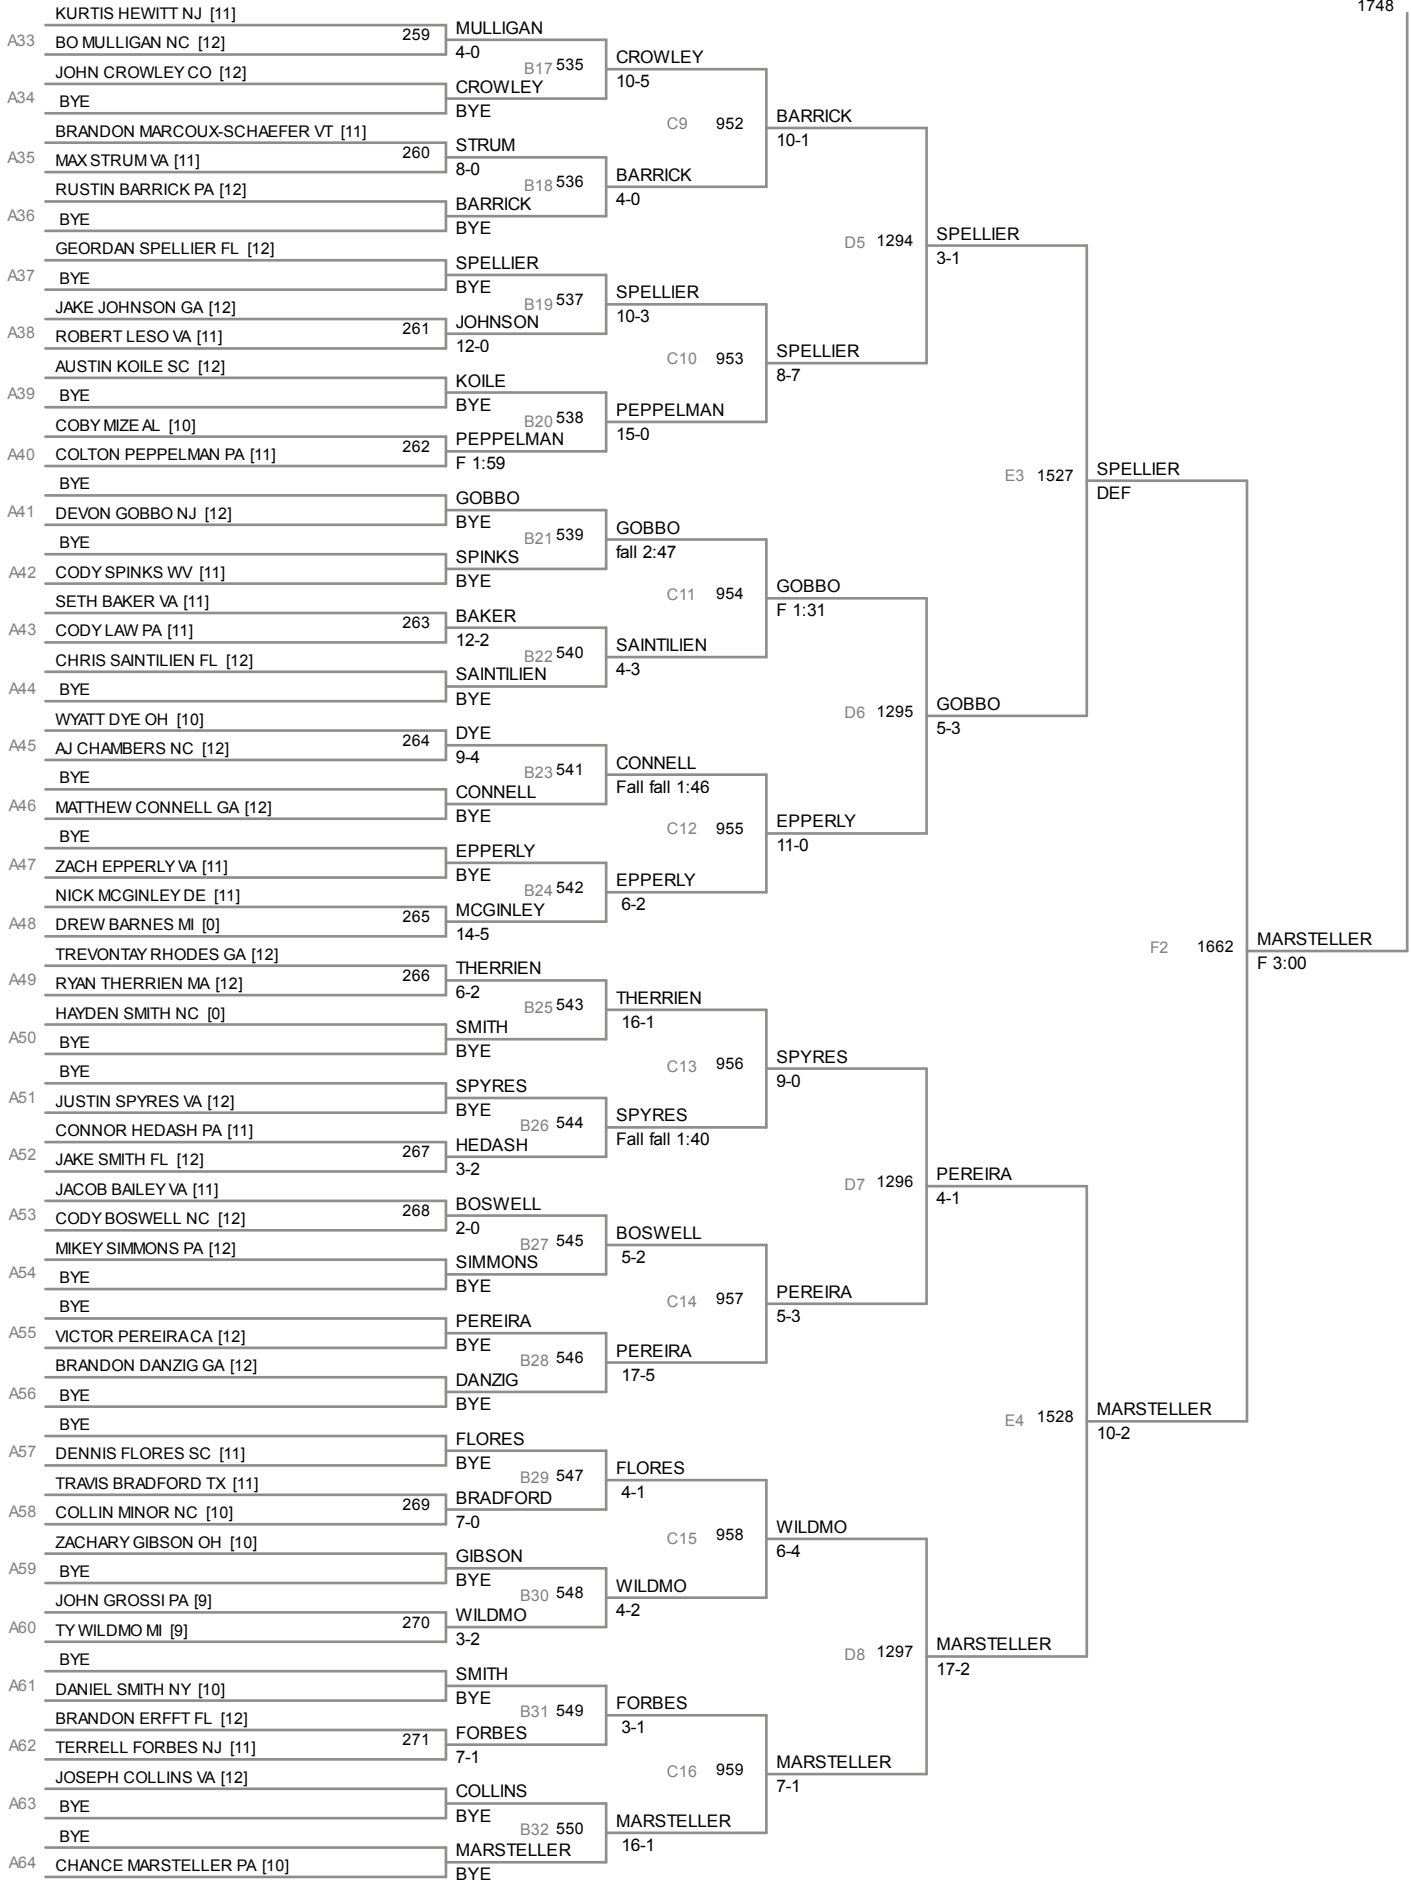 KURTIS HEWITT NJ [11]
1748
A33
259
MULLIGAN
BO MULLIGAN NC [12]
4-0
B17 535
CROWLEY
JOHN CROWLEY CO [12]
10-5
A34
BYE
CROWLEY
BYE
C9 952
BARRICK
BRANDON MARCOUX-SCHAEFER VT [11]
10-1
A35
260
STRUM
MAX STRUM VA [11]
8-0
B18 536
BARRICK
RUSTIN BARRICK PA [12]
4-0
A36
BYE
BARRICK
BYE
D5 1294
SPELLIER
3-1
GEORDAN SPELLIER FL [12]
A37
BYE
SPELLIER
BYE
B19 537
SPELLIER
10-3
JAKE JOHNSON GA [12]
A38
261
JOHNSON
ROBERT LESO VA [11]
12-0
C10 953
SPELLIER
8-7
AUSTIN KOILE SC [12]
A39
BYE
KOILE
BYE
B20 538
PEPPELMAN
15-0
COBY MIZE AL [10]
A40
262
PEPPELMAN
COLTON PEPPELMAN PA [11]
F 1:59
E3 1527
SPELLIER
DEF
BYE
A41
DEVON GOBBO NJ [12]
GOBBO
BYE
B21 539
GOBBO
fall 2:47
BYE
A42
CODY SPINKS WV [11]
SPINKS
BYE
C11 954
GOBBO
F 1:31
SETH BAKER VA [11]
A43
263
BAKER
CODY LAW PA [11]
12-2
B22 540
SAINTILIEN
4-3
CHRIS SAINTILIEN FL [12]
A44
BYE
SAINTILIEN
BYE
D6 1295
GOBBO
5-3
WYATT DYE OH [10]
A45
264
DYE
AJ CHAMBERS NC [12]
9-4
B23 541
CONNELL
Fall fall 1:46
BYE
A46
MATTHEW CONNELL GA [12]
CONNELL
BYE
C12 955
EPPERLY
11-0
BYE
A47
ZACH EPPERLY VA [11]
EPPERLY
BYE
B24 542
EPPERLY
6-2
NICK MCGINLEY DE [11]
A48
265
MCGINLEY
DREW BARNES MI [0]
14-5
F2 1662
MARSTELLER
F 3:00
TREVONTAY RHODES GA [12]
A49
266
THERRIEN
RYAN THERRIEN MA [12]
6-2
B25 543
THERRIEN
16-1
HAYDEN SMITH NC [0]
A50
BYE
SMITH
BYE
C13 956
SPYRES
9-0
BYE
A51
JUSTIN SPYRES VA [12]
SPYRES
BYE
B26 544
SPYRES
Fall fall 1:40
CONNOR HEDASH PA [11]
A52
267
HEDASH
JAKE SMITH FL [12]
3-2
D7 1296
PEREIRA
4-1
JACOB BAILEY VA [11]
A53
268
BOSWELL
CODY BOSWELL NC [12]
2-0
B27 545
BOSWELL
5-2
MIKEY SIMMONS PA [12]
A54
BYE
SIMMONS
BYE
C14 957
PEREIRA
5-3
BYE
A55
VICTOR PEREIRA CA [12]
PEREIRA
BYE
B28 546
PEREIRA
17-5
BRANDON DANZIG GA [12]
A56
BYE
DANZIG
BYE
E4 1528
MARSTELLER
10-2
BYE
A57
DENNIS FLORES SC [11]
FLORES
BYE
B29 547
FLORES
4-1
TRAVIS BRADFORD TX [11]
A58
269
BRADFORD
COLLIN MINOR NC [10]
7-0
C15 958
WILDMO
6-4
ZACHARY GIBSON OH [10]
A59
BYE
GIBSON
BYE
B30 548
WILDMO
4-2
JOHN GROSSI PA [9]
A60
270
WILDMO
TY WILDMO MI [9]
3-2
D8 1297
MARSTELLER
17-2
BYE
A61
DANIEL SMITH NY [10]
SMITH
BYE
B31 549
FORBES
3-1
BRANDON ERFFT FL [12]
A62
271
FORBES
TERRELL FORBES NJ [11]
7-1
C16 959
MARSTELLER
7-1
JOSEPH COLLINS VA [12]
A63
BYE
COLLINS
BYE
B32 550
MARSTELLER
16-1
BYE
A64
CHANCE MARSTELLER PA [10]
MARSTELLER
BYE